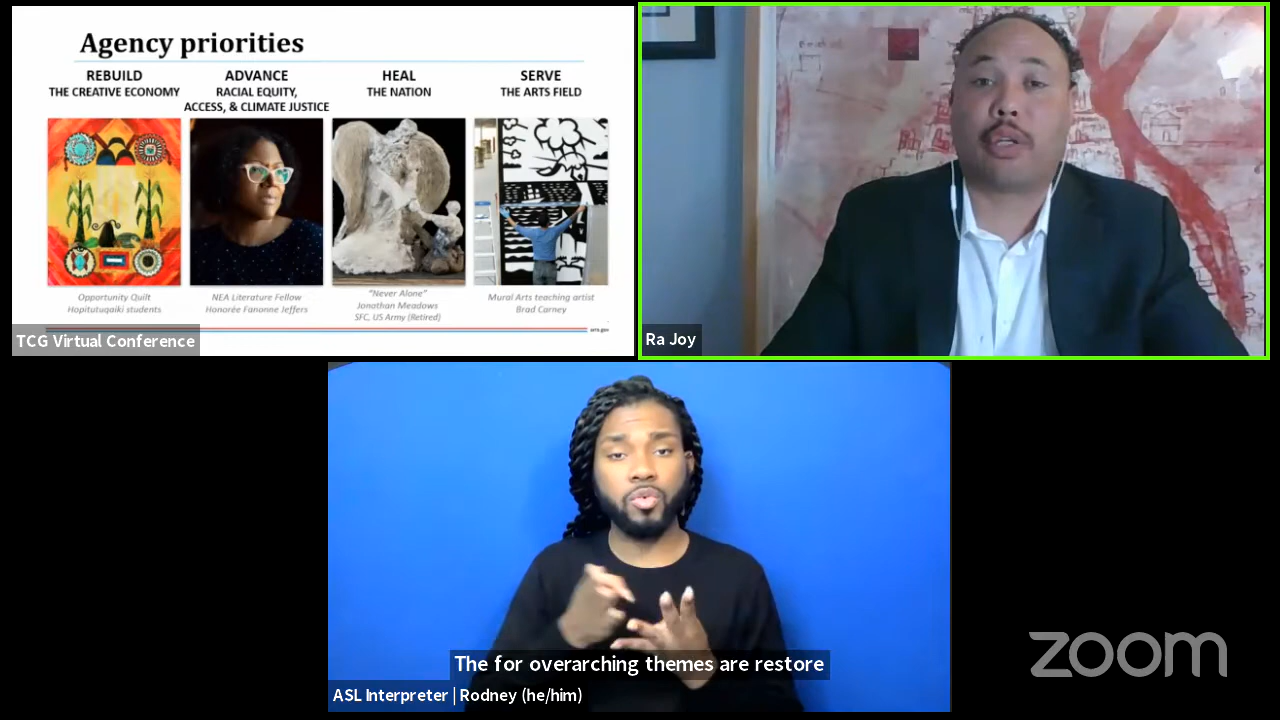 Agency priorities
REBUILD
THE CREATIVE ECONOMY
ADVANCE
RACIAL EQUITY,
ACCESS, & CLIMATE JUSTICE
HEAL
THE NATION
SERVE
THE ARTS FIELD
Opportunity Quilt
Hopitutuqaiki students
NEA Literature Fellow
Honorée Fanonne Jeffers
"Never Alone"
Jonathan Meadows
SFC, US Army (Retired)
Mural Arts teaching artist
Brad Carney
arts.gov
TCG Virtual Conference
Ra Joy
The for overarching themes are restore
ASL Interpreter | Rodney (he/him)
zoom